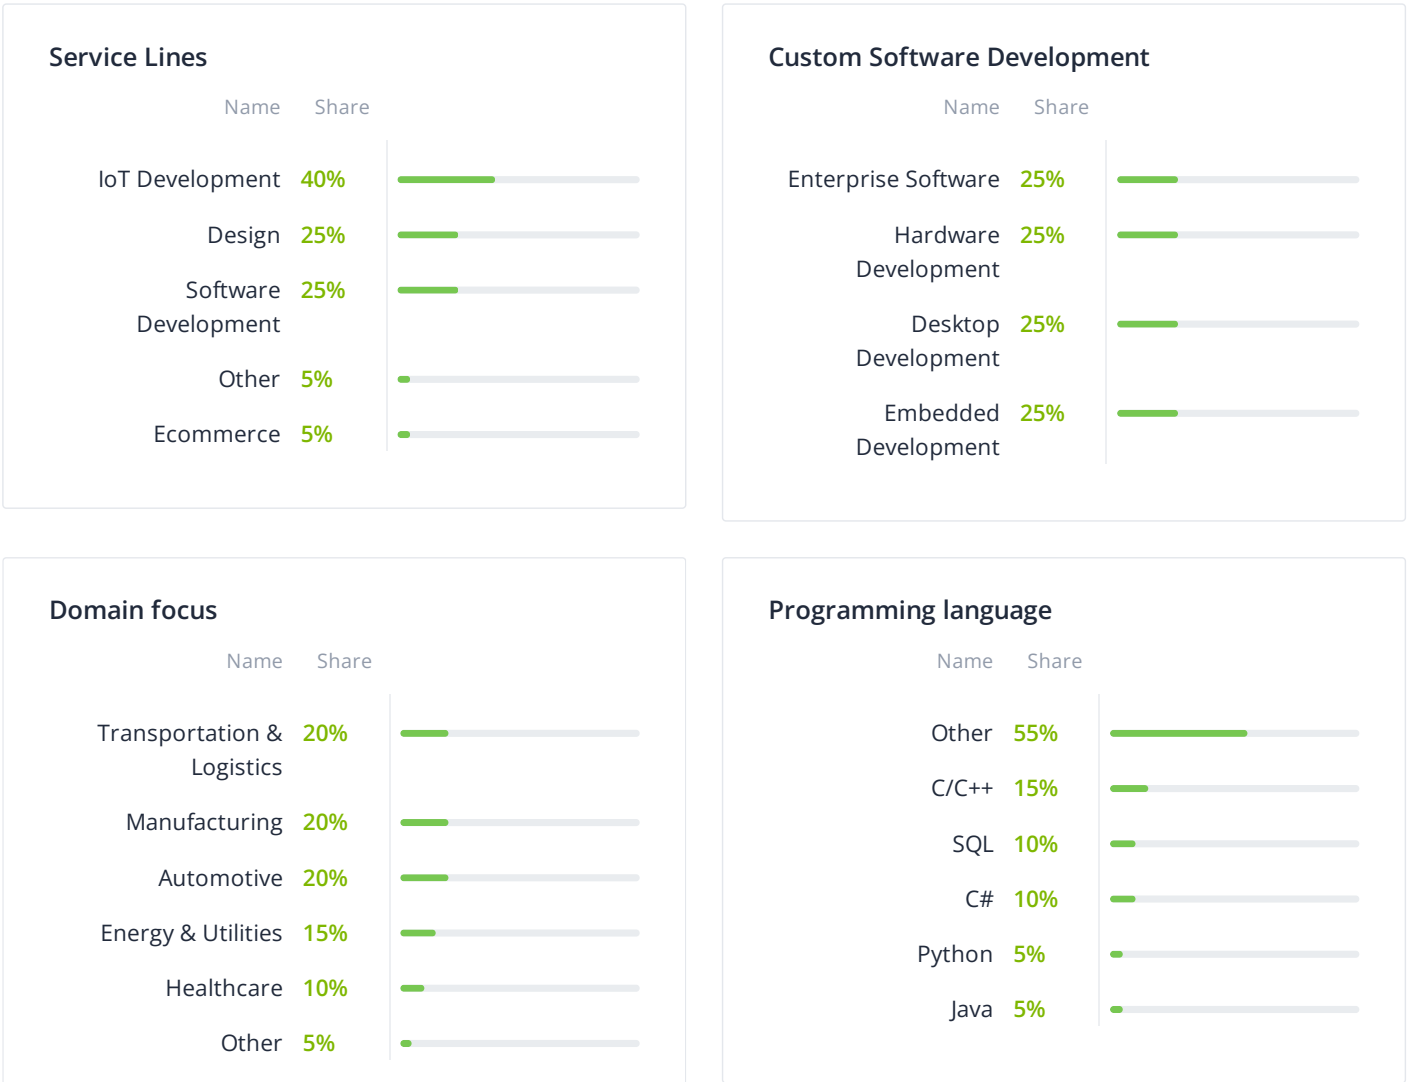 Service Lines
Name Share
IoT Development 40%
Design 25%
Software 25%
Development
Other 5%
Ecommerce 5%
Custom Software Development
Name Share
Enterprise Software 25%
Hardware 25%
Development
Desktop 25%
Development
Embedded 25%
Development
Domain focus
Name Share
Transportation & 20%
Logistics
Manufacturing 20%
Automotive 20%
Energy & Utilities 15%
Healthcare 10%
Other 5%
Programming language
Name Share
Other 55%
C/C++ 15%
SQL 10%
C# 10%
Python 5%
Java 5%